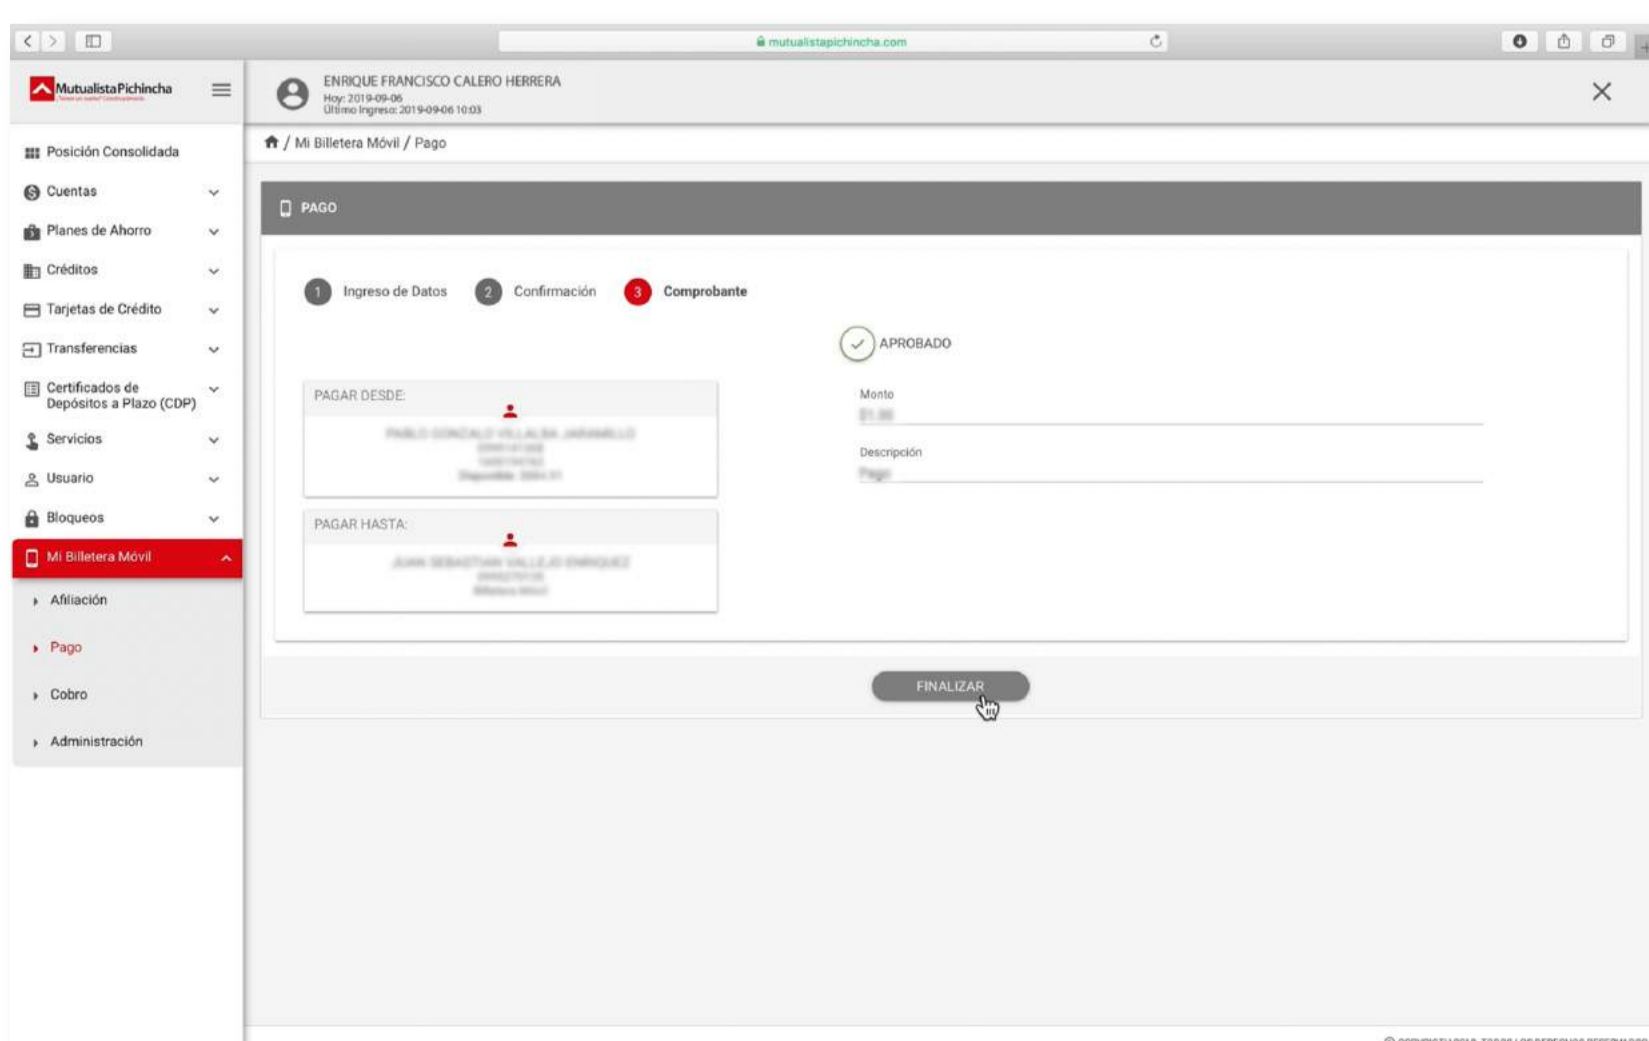 mutualistapichincha.com
MutualistaPichincha
ENRIQUE FRANCISCO CALERO HERRERA
Hoy: 2019-09-06
Último Ingreso: 2019-09-06 10:03
/ Mi Billetera Móvil / Pago
Posición Consolidada
Cuentas
Planes de Ahorro
Créditos
Tarjetas de Crédito
Transferencias
Certificados de
Depósitos a Plazo (CDP)
Servicios
Usuario
Bloqueos
Mi Billetera Móvil
Afiliación
Pago
Cobro
Administración
PAGO
1 Ingreso de Datos 2 Confirmación 3 Comprobante
APROBADO
PAGAR DESDE:
Monto
Descripción
Pago
PAGAR HASTA:
FINALIZAR